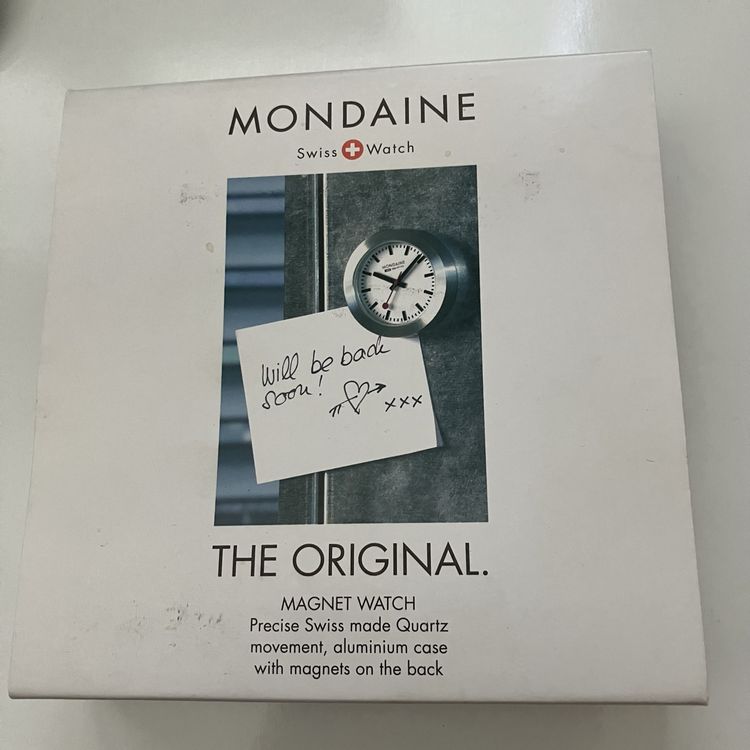 MONDAINE
Swiss Watch
MONDAINE
Will be back
soon!
xxx
THE ORIGINAL.
MAGNET WATCH
Precise Swiss made Quartz
movement, aluminium case
with magnets on the back